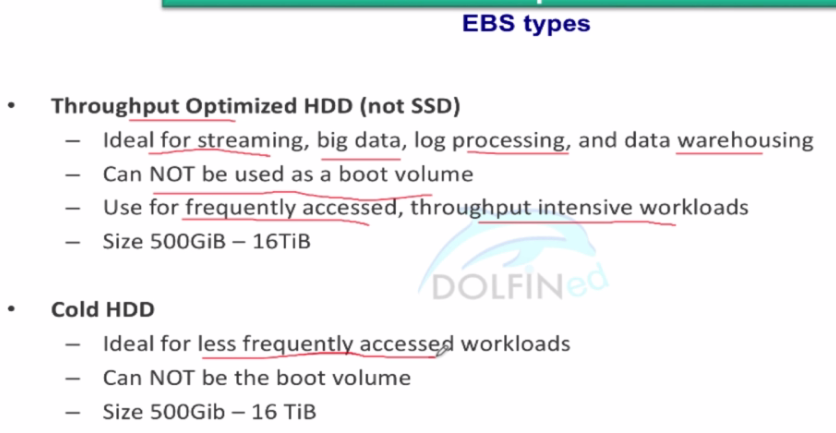 EBS types
• Throughput Optimized HDD (not SSD)
– Ideal for streaming, big data, log processing, and data warehousing
– Can NOT be used as a boot volume
– Use for frequently accessed, throughput intensive workloads
– Size 500GiB – 16TiB
DOLFINed
• Cold HDD
– Ideal for less frequently accessed workloads
– Can NOT be the boot volume
– Size 500Gib – 16 TiB